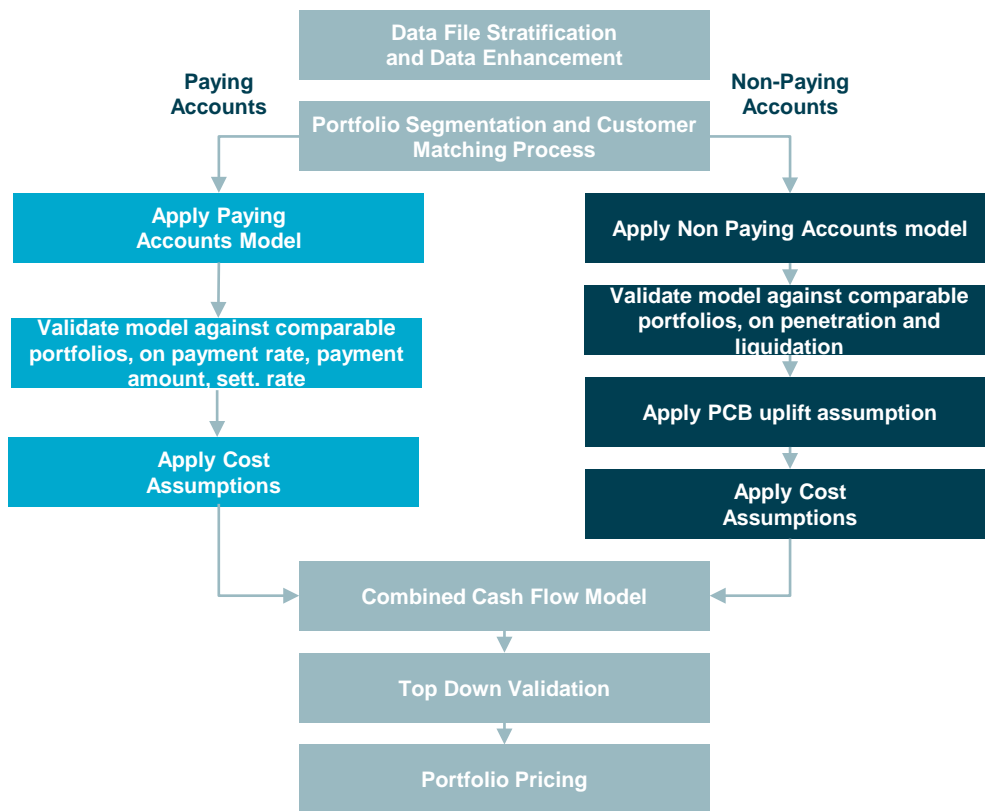 Data File Stratification
and Data Enhancement
Paying
Accounts
Non-Paying
Accounts
Portfolio Segmentation and Customer
Matching Process
Apply Paying
Accounts Model
Apply Non Paying Accounts model
Validate model against comparable
portfolios, on payment rate, payment
amount, sett. rate
Validate model against comparable
portfolios, on penetration and
liquidation
Apply PCB uplift assumption
Apply Cost
Assumptions
Apply Cost
Assumptions
Combined Cash Flow Model
Top Down Validation
Portfolio Pricing